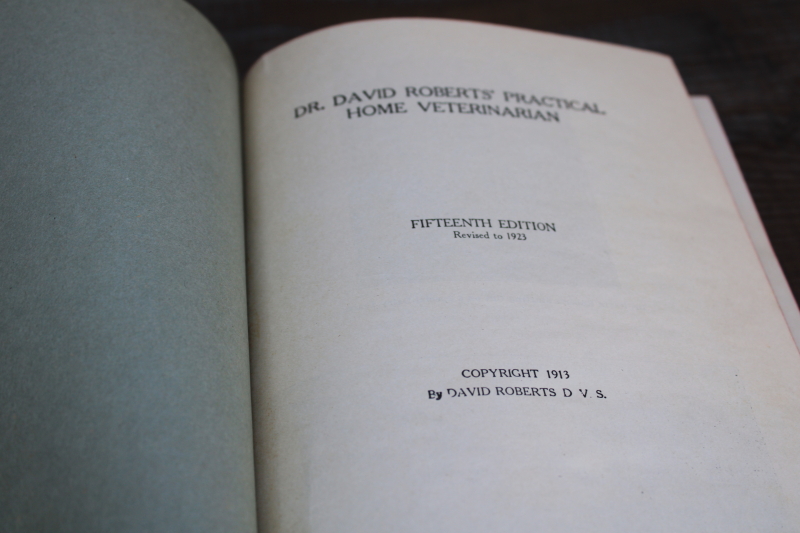 DR. DAVID ROBERTS' PRACTICAL
HOME VETERINARIAN
FIFTEENTH EDITION
Revised to 1923
COPYRIGHT 1913
By DAVID ROBERTS D V. S.